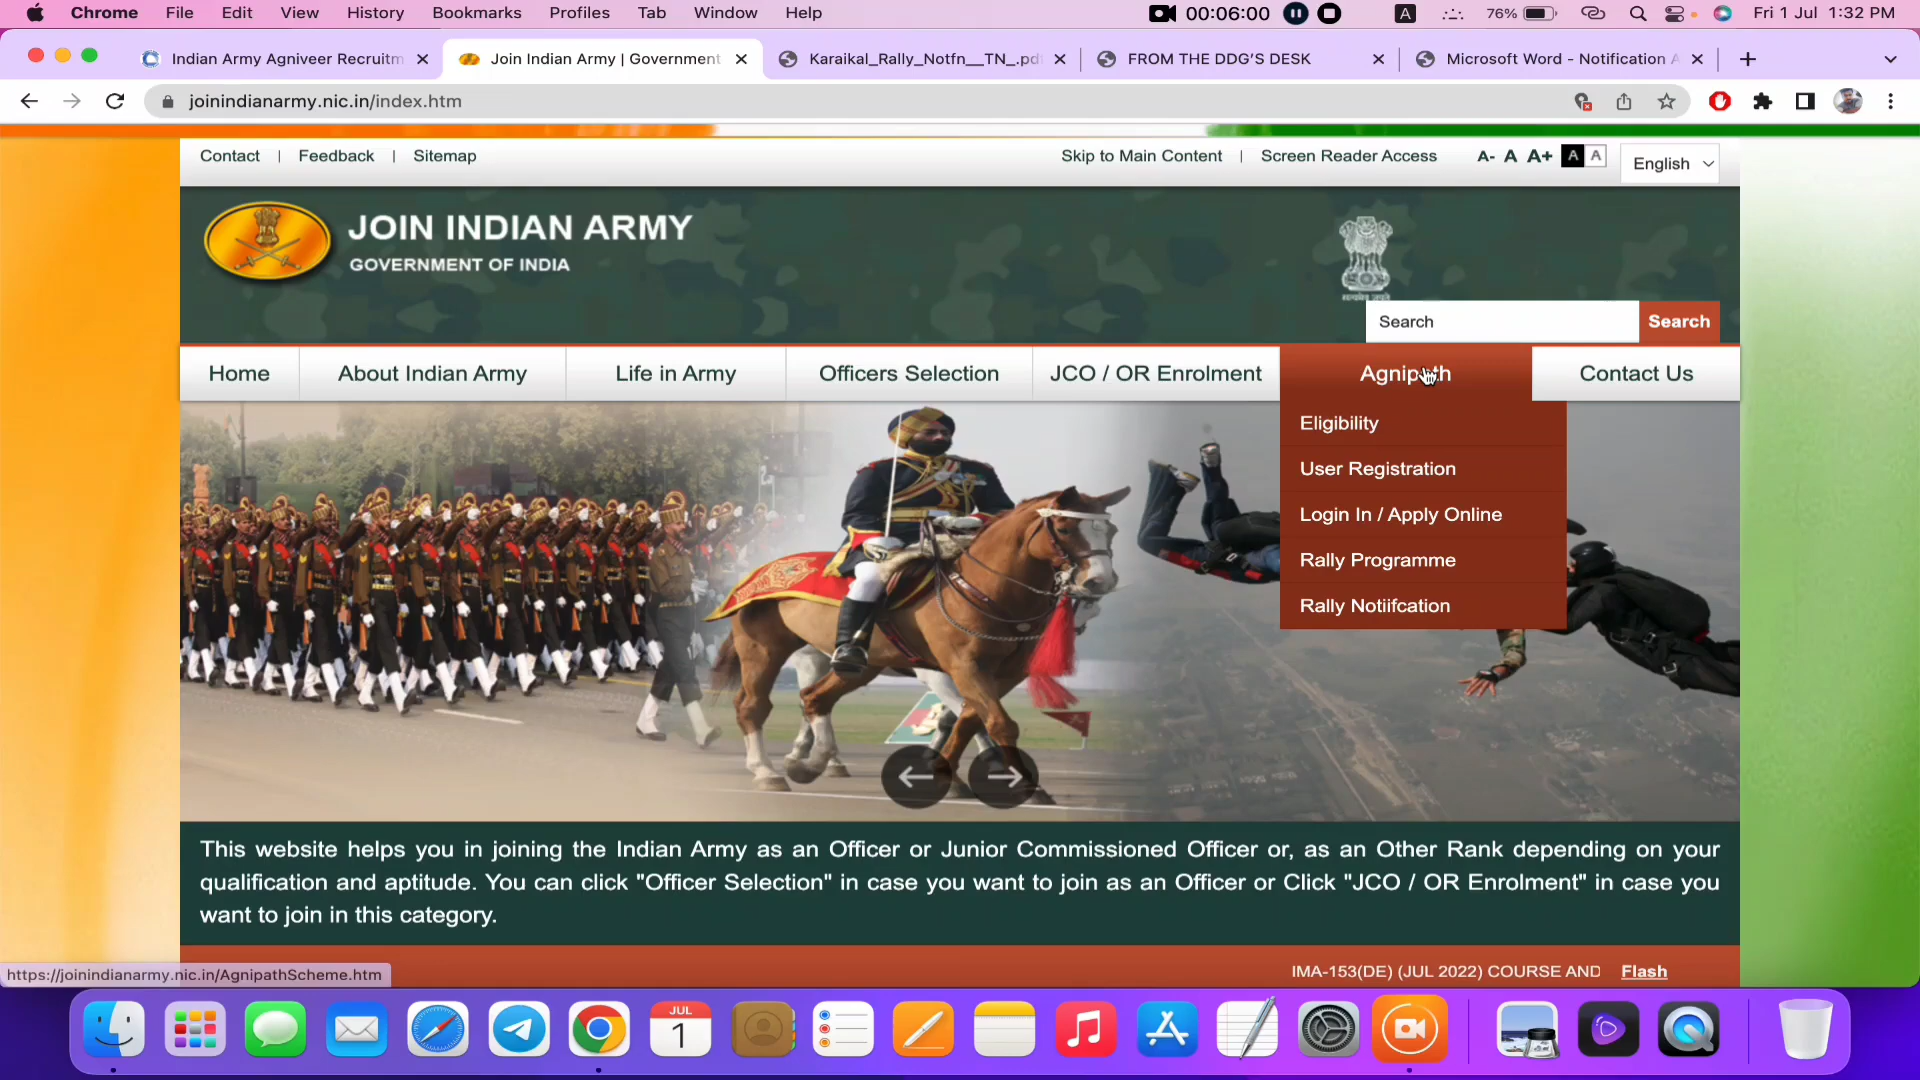 Chrome File Edit View History Bookmarks Profiles Tab Window Help 00:06:00 A 76% Fri 1 Jul 1:32 PM
Indian Army Agniveer Recruitm Join Indian Army | Government Karaikal_Rally_Notfn__TN_.pdf FROM THE DDG'S DESK Microsoft Word - Notification A
joinindianarmy.nic.in/index.htm
Contact | Feedback | Sitemap Skip to Main Content | Screen Reader Access A- A A+ A A English
JOIN INDIAN ARMY
GOVERNMENT OF INDIA
Search Search
Home About Indian Army Life in Army Officers Selection JCO / OR Enrolment Agnipath Contact Us
Eligibility
User Registration
Login In / Apply Online
Rally Programme
Rally Notiifcation
This website helps you in joining the Indian Army as an Officer or Junior Commissioned Officer or, as an Other Rank depending on your
qualification and aptitude. You can click "Officer Selection" in case you want to join as an Officer or Click "JCO / OR Enrolment" in case you
want to join in this category.
IMA-153(DE) (JUL 2022) COURSE AND Flash
https://joinindianarmy.nic.in/AgnipathScheme.htm
JUL
1